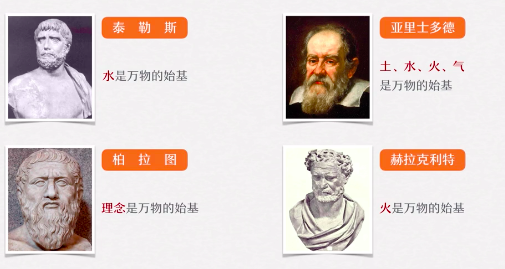 泰 勒 斯
水是万物的始基
亚里士多德
土、水、火、气
是万物的始基
柏 拉 图
理念是万物的始基
赫拉克利特
火是万物的始基